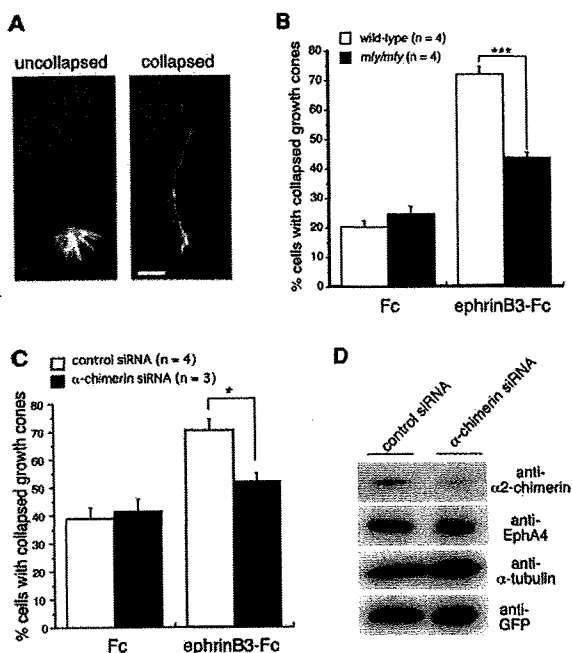 A
uncollapsed
collapsed
B
wild-type (n = 4)
mfy/mfy (n = 4)
% cells with collapsed growth cones
80
70
60
50
40
30
20
10
0
***
Fc
ephrinB3-Fc
C
control siRNA (n = 4)
α-chimerin siRNA (n = 3)
% cells with collapsed growth cones
80
70
60
50
40
30
20
10
0
*
Fc
ephrinB3-Fc
D
control siRNA
α-chimerin siRNA
anti-
α2-chimerin
anti-
EphA4
anti-
α-tubulin
anti-
GFP